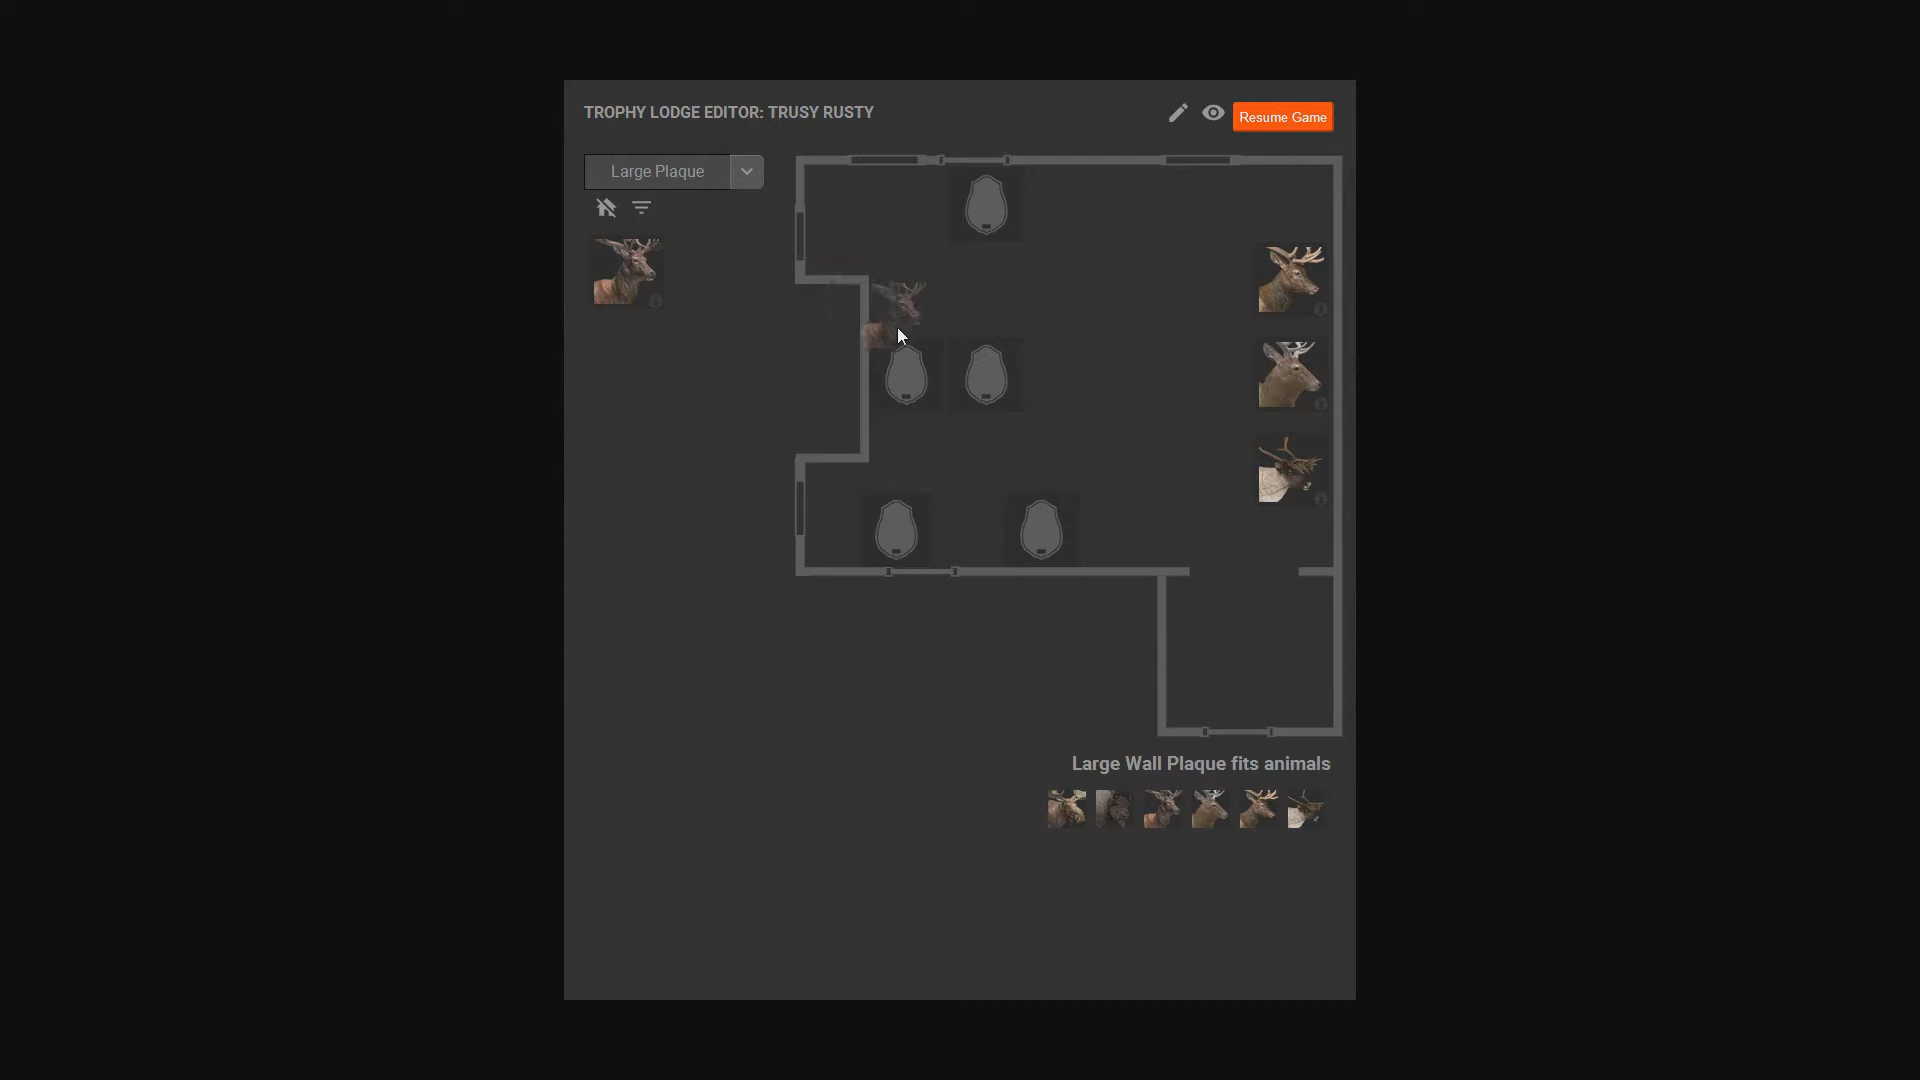 TROPHY LODGE EDITOR: TRUSY RUSTY
Resume Game
Large Plaque
Large Wall Plaque fits animals